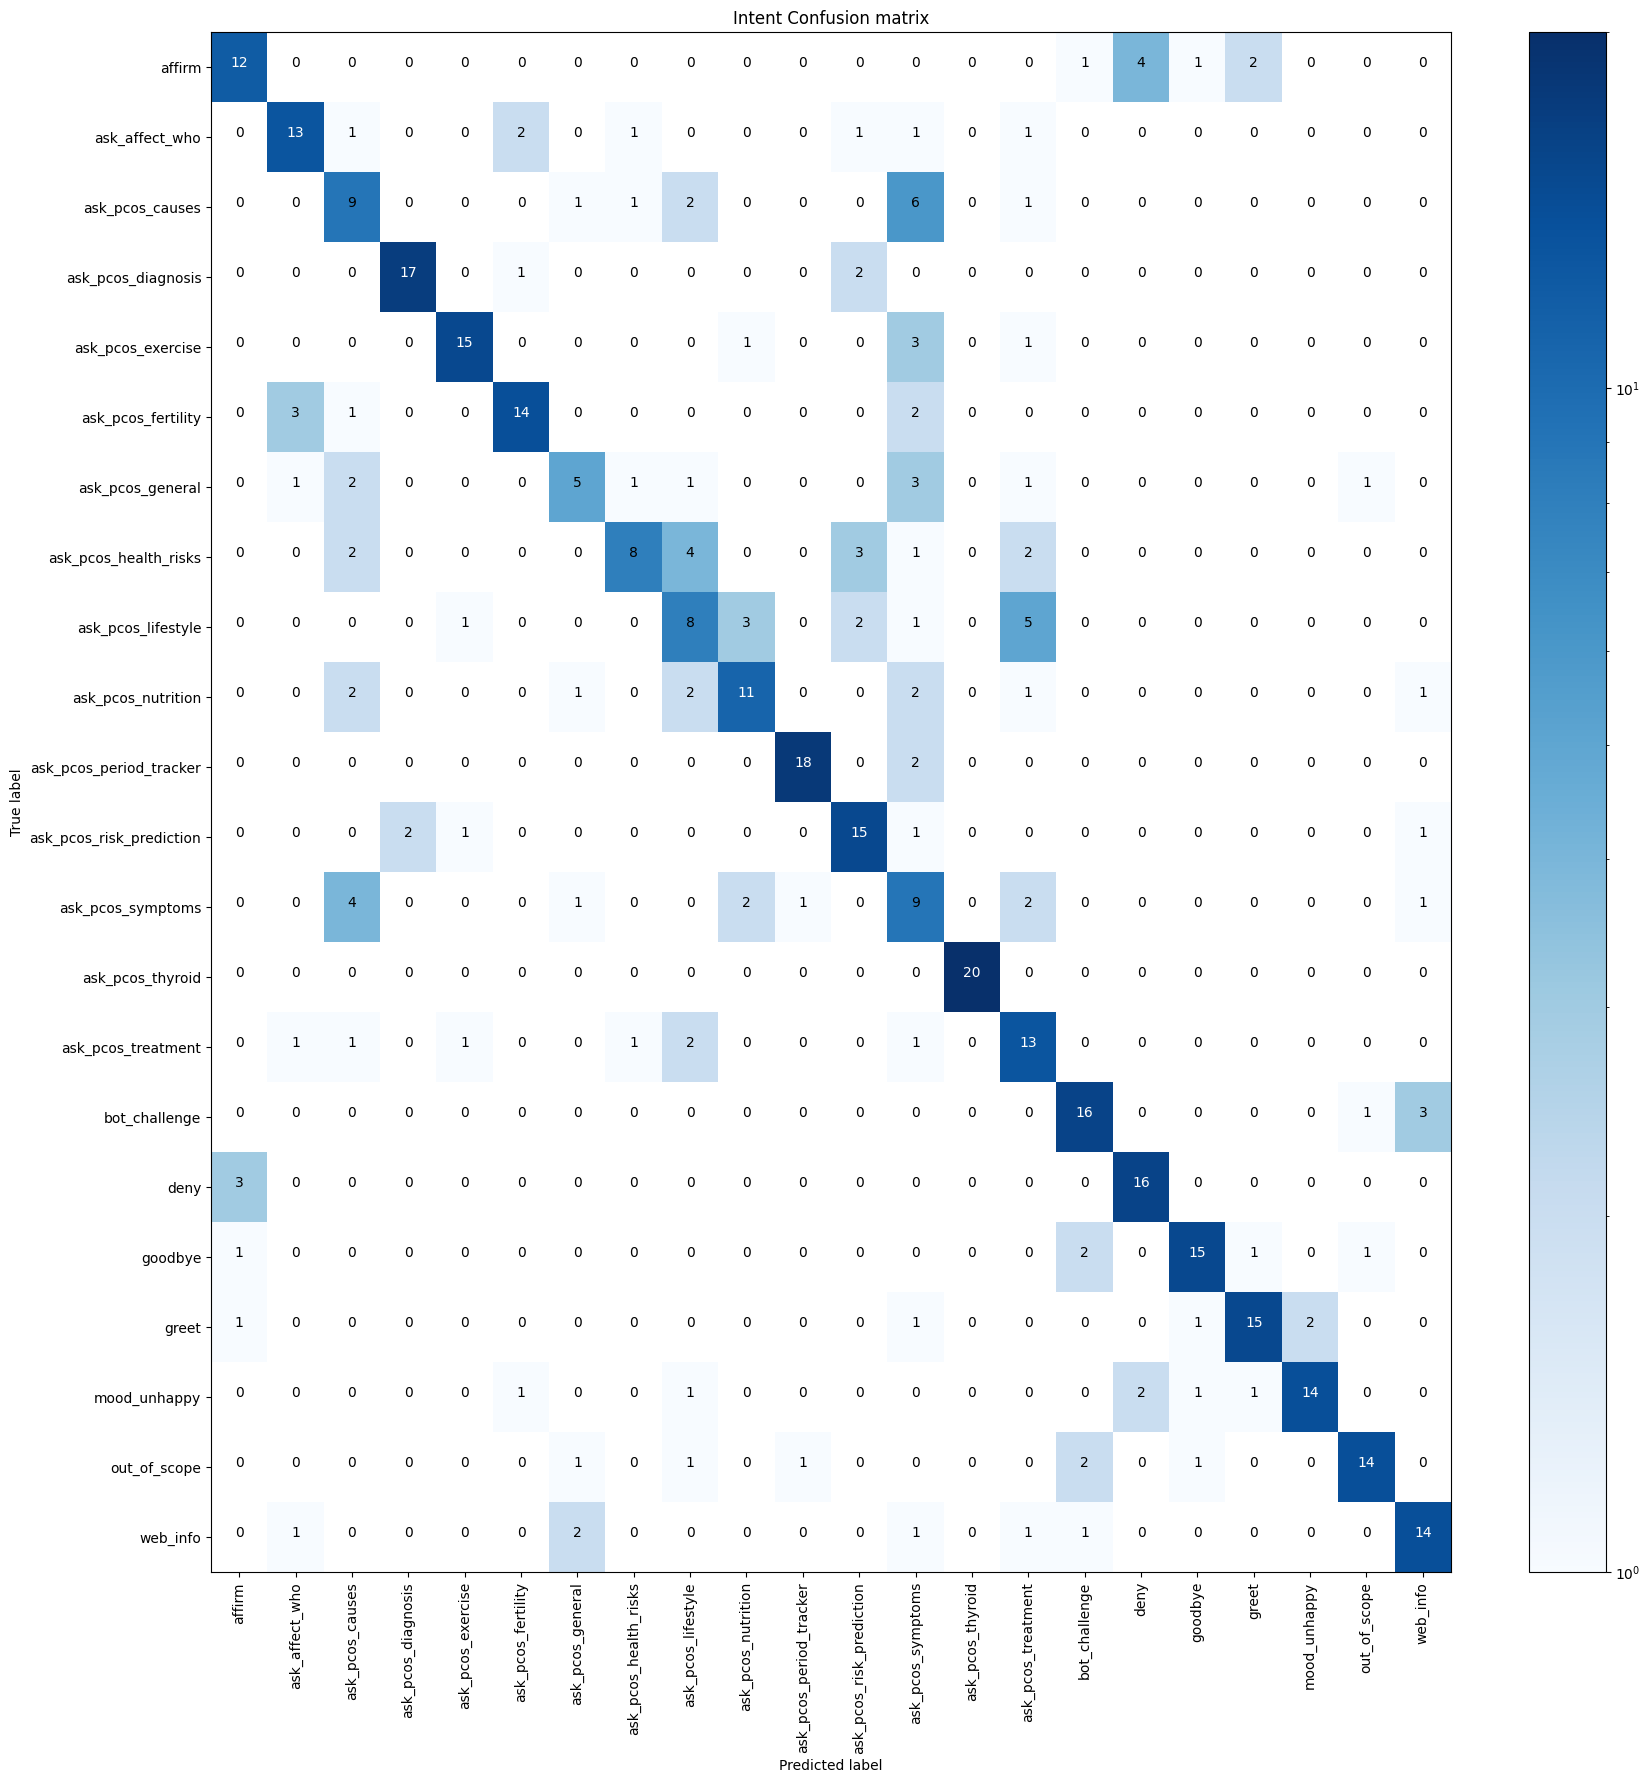 Intent Confusion matrix
affirm 12 0 0 0 0 0 0 0 0 0 0 0 0 0 0 1 4 1 2 0 0 0
ask_affect_who 0 13 1 0 0 2 0 1 0 0 0 1 1 0 1 0 0 0 0 0 0 0
ask_pcos_causes 0 0 9 0 0 0 1 1 2 0 0 0 6 0 1 0 0 0 0 0 0 0
ask_pcos_diagnosis 0 0 0 17 0 1 0 0 0 0 0 2 0 0 0 0 0 0 0 0 0 0
ask_pcos_exercise 0 0 0 0 15 0 0 0 0 1 0 0 3 0 1 0 0 0 0 0 0 0
10¹
ask_pcos_fertility 0 3 1 0 0 14 0 0 0 0 0 0 2 0 0 0 0 0 0 0 0 0
ask_pcos_general 0 1 2 0 0 0 5 1 1 0 0 0 3 0 1 0 0 0 0 0 1 0
ask_pcos_health_risks 0 0 2 0 0 0 0 8 4 0 0 3 1 0 2 0 0 0 0 0 0 0
ask_pcos_lifestyle 0 0 0 0 1 0 0 0 8 3 0 2 1 0 5 0 0 0 0 0 0 0
ask_pcos_nutrition 0 0 2 0 0 0 1 0 2 11 0 0 2 0 1 0 0 0 0 0 0 1
ask_pcos_period_tracker 0 0 0 0 0 0 0 0 0 0 18 0 2 0 0 0 0 0 0 0 0 0
True label
ask_pcos_risk_prediction 0 0 0 2 1 0 0 0 0 0 0 15 1 0 0 0 0 0 0 0 0 1
ask_pcos_symptoms 0 0 4 0 0 0 1 0 0 2 1 0 9 0 2 0 0 0 0 0 0 1
ask_pcos_thyroid 0 0 0 0 0 0 0 0 0 0 0 0 0 20 0 0 0 0 0 0 0 0
ask_pcos_treatment 0 1 1 0 1 0 0 1 2 0 0 0 1 0 13 0 0 0 0 0 0 0
bot_challenge 0 0 0 0 0 0 0 0 0 0 0 0 0 0 0 16 0 0 0 0 1 3
deny 3 0 0 0 0 0 0 0 0 0 0 0 0 0 0 0 16 0 0 0 0 0
goodbye 1 0 0 0 0 0 0 0 0 0 0 0 0 0 0 2 0 15 1 0 1 0
greet 1 0 0 0 0 0 0 0 0 0 0 0 1 0 0 0 0 1 15 2 0 0
mood_unhappy 0 0 0 0 0 1 0 0 1 0 0 0 0 0 0 0 2 1 1 14 0 0
out_of_scope 0 0 0 0 0 0 1 0 1 0 1 0 0 0 0 2 0 1 0 0 14 0
web_info 0 1 0 0 0 0 2 0 0 0 0 0 1 0 1 1 0 0 0 0 0 14
10⁰
affirm
ask_affect_who
ask_pcos_causes
ask_pcos_diagnosis
ask_pcos_exercise
ask_pcos_fertility
ask_pcos_general
ask_pcos_health_risks
ask_pcos_lifestyle
ask_pcos_nutrition
ask_pcos_period_tracker
ask_pcos_risk_prediction
ask_pcos_symptoms
ask_pcos_thyroid
ask_pcos_treatment
bot_challenge
deny
goodbye
greet
mood_unhappy
out_of_scope
web_info
Predicted label